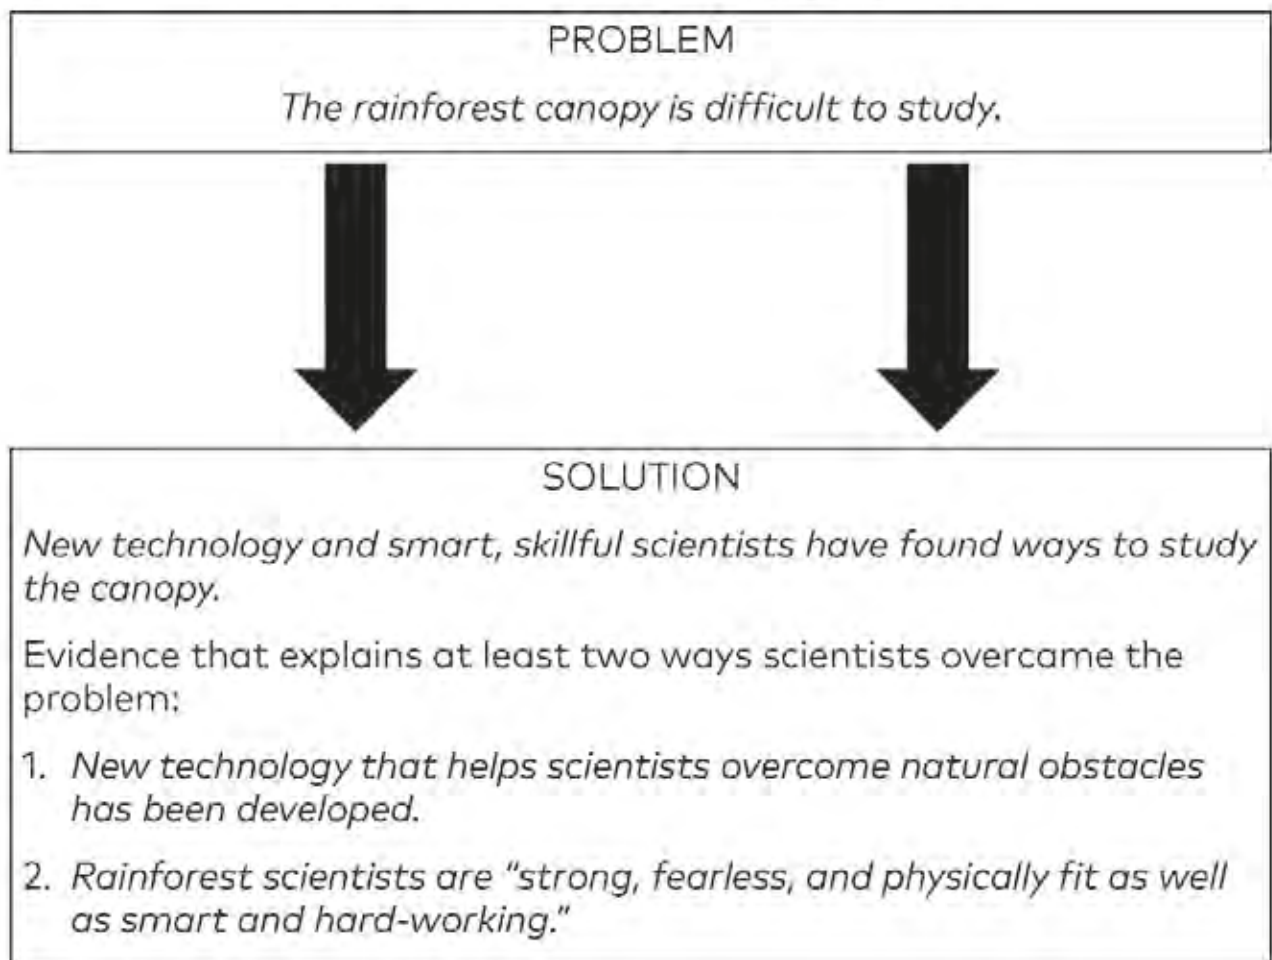 PROBLEM
The rainforest canopy is difficult to study.
SOLUTION
New technology and smart, skillful scientists have found ways to study
the canopy.
Evidence that explains at least two ways scientists overcame the
problem:
1. New technology that helps scientists overcome natural obstacles
has been developed.
2. Rainforest scientists are “strong, fearless, and physically fit as well
as smart and hard-working.”